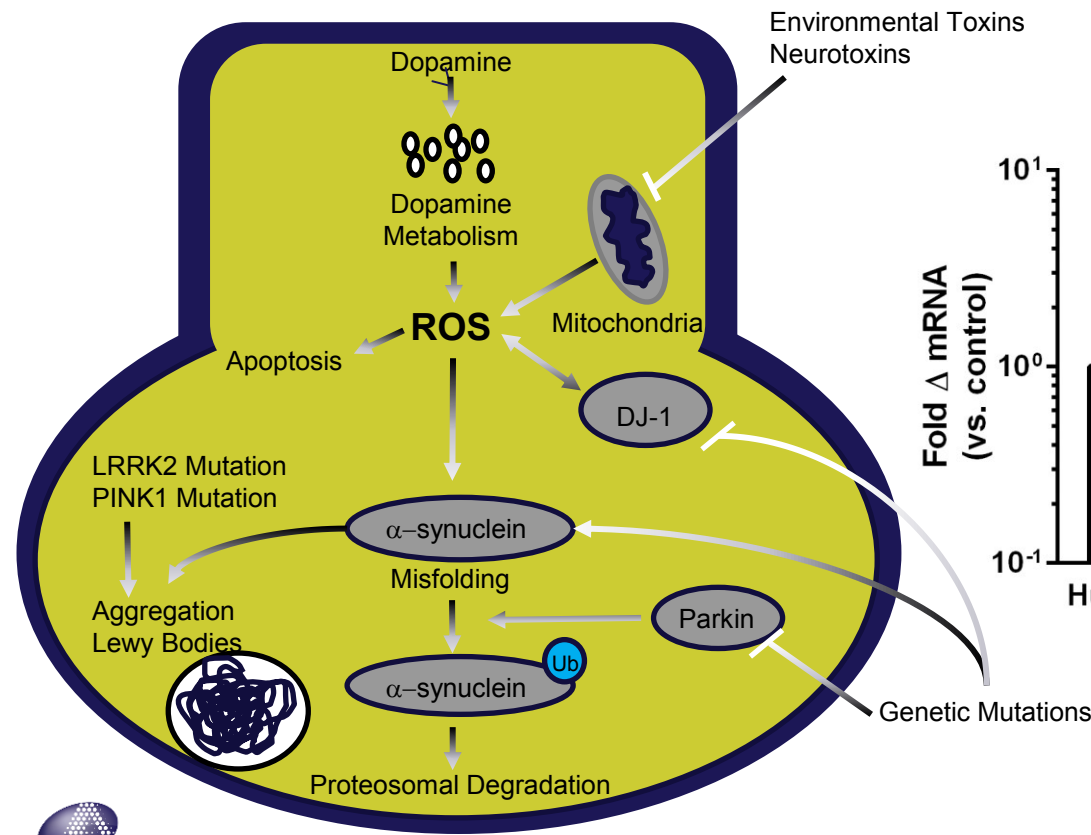 Environmental Toxins
Neurotoxins
Dopamine
Dopamine
Metabolism
ROS
Mitochondria
Apoptosis
DJ-1
LRRK2 Mutation
PINK1 Mutation
α–synuclein
Misfolding
Aggregation
Lewy Bodies
Parkin
Ub
α–synuclein
Genetic Mutations
Proteosomal Degradation
Fold Δ mRNA
(vs. control)
10¹
10⁰
10⁻¹